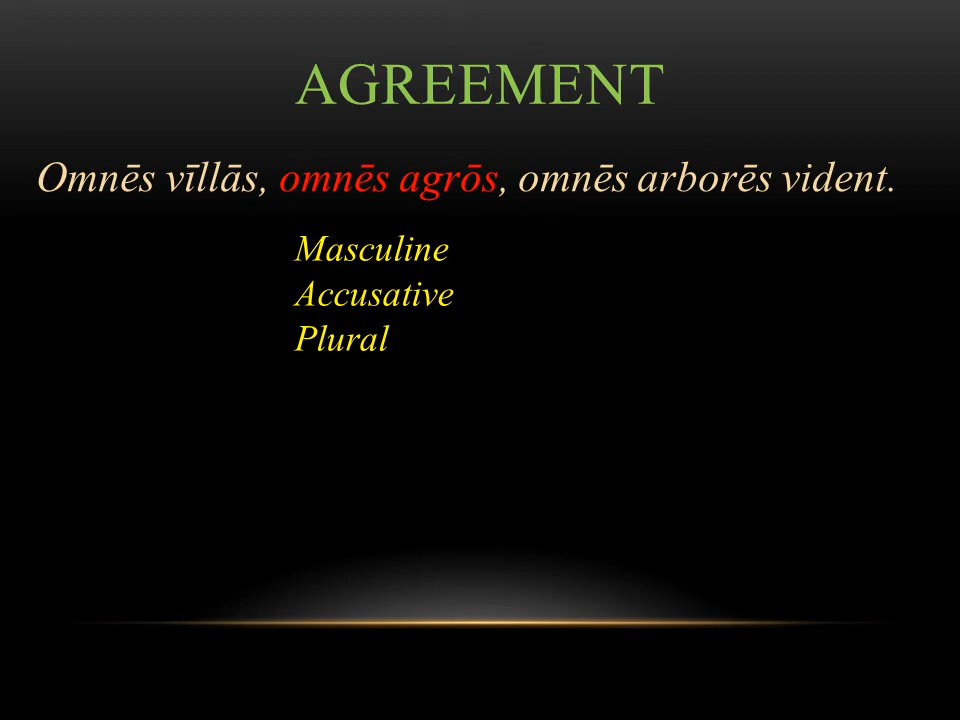 AGREEMENT
Omnēs vīllās, omnēs agrōs, omnēs arborēs vident.
Masculine
Accusative
Plural